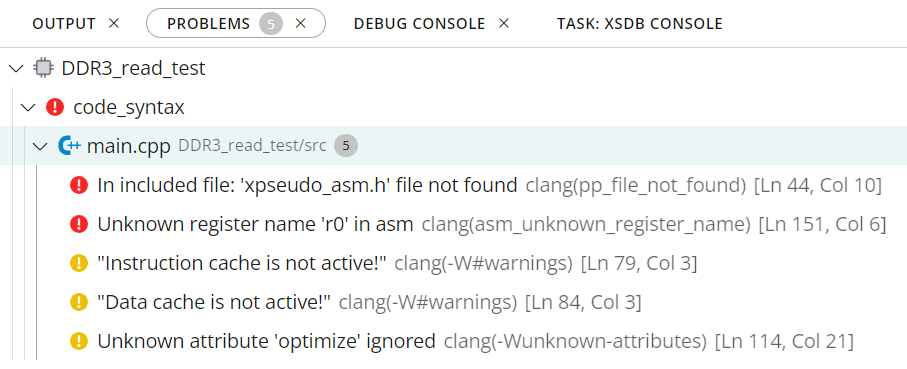 OUTPUT × PROBLEMS 5 × DEBUG CONSOLE × TASK: XSDB CONSOLE
DDR3_read_test
code_syntax
main.cpp DDR3_read_test/src 5
In included file: 'xpseudo_asm.h' file not found clang(pp_file_not_found) [Ln 44, Col 10]
Unknown register name 'r0' in asm clang(asm_unknown_register_name) [Ln 151, Col 6]
"Instruction cache is not active!" clang(-W#warnings) [Ln 79, Col 3]
"Data cache is not active!" clang(-W#warnings) [Ln 84, Col 3]
Unknown attribute 'optimize' ignored clang(-Wunknown-attributes) [Ln 114, Col 21]